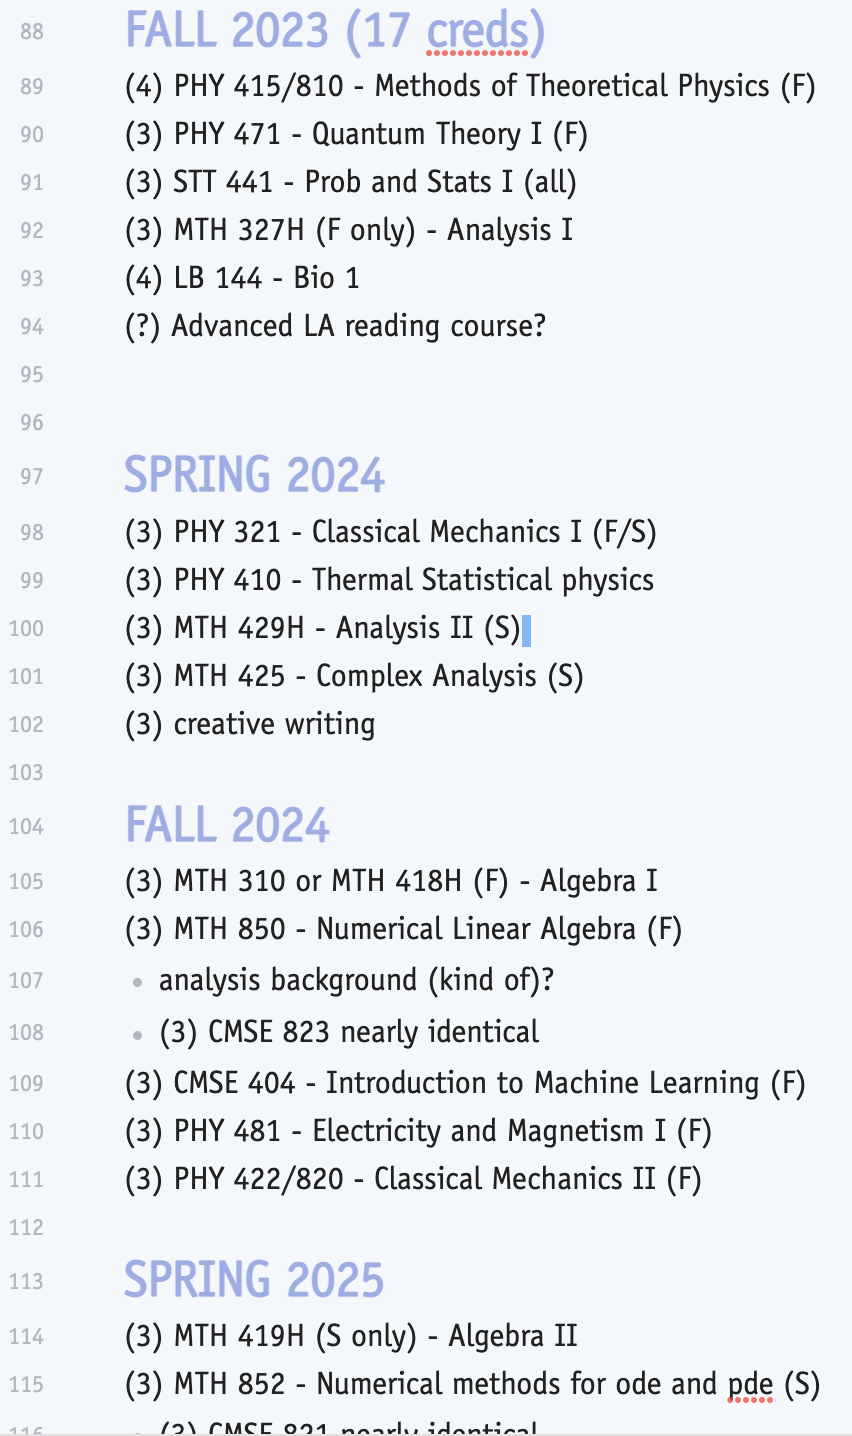 88 FALL 2023 (17 creds)
89 (4) PHY 415/810 - Methods of Theoretical Physics (F)
90 (3) PHY 471 - Quantum Theory I (F)
91 (3) STT 441 - Prob and Stats I (all)
92 (3) MTH 327H (F only) - Analysis I
93 (4) LB 144 - Bio 1
94 (?) Advanced LA reading course?
95
96
97 SPRING 2024
98 (3) PHY 321 - Classical Mechanics I (F/S)
99 (3) PHY 410 - Thermal Statistical physics
100 (3) MTH 429H - Analysis II (S)
101 (3) MTH 425 - Complex Analysis (S)
102 (3) creative writing
103
104 FALL 2024
105 (3) MTH 310 or MTH 418H (F) - Algebra I
106 (3) MTH 850 - Numerical Linear Algebra (F)
107 • analysis background (kind of)?
108 • (3) CMSE 823 nearly identical
109 (3) CMSE 404 - Introduction to Machine Learning (F)
110 (3) PHY 481 - Electricity and Magnetism I (F)
111 (3) PHY 422/820 - Classical Mechanics II (F)
112
113 SPRING 2025
114 (3) MTH 419H (S only) - Algebra II
115 (3) MTH 852 - Numerical methods for ode and pde (S)
116 • (3) CMSE 821 nearly identical